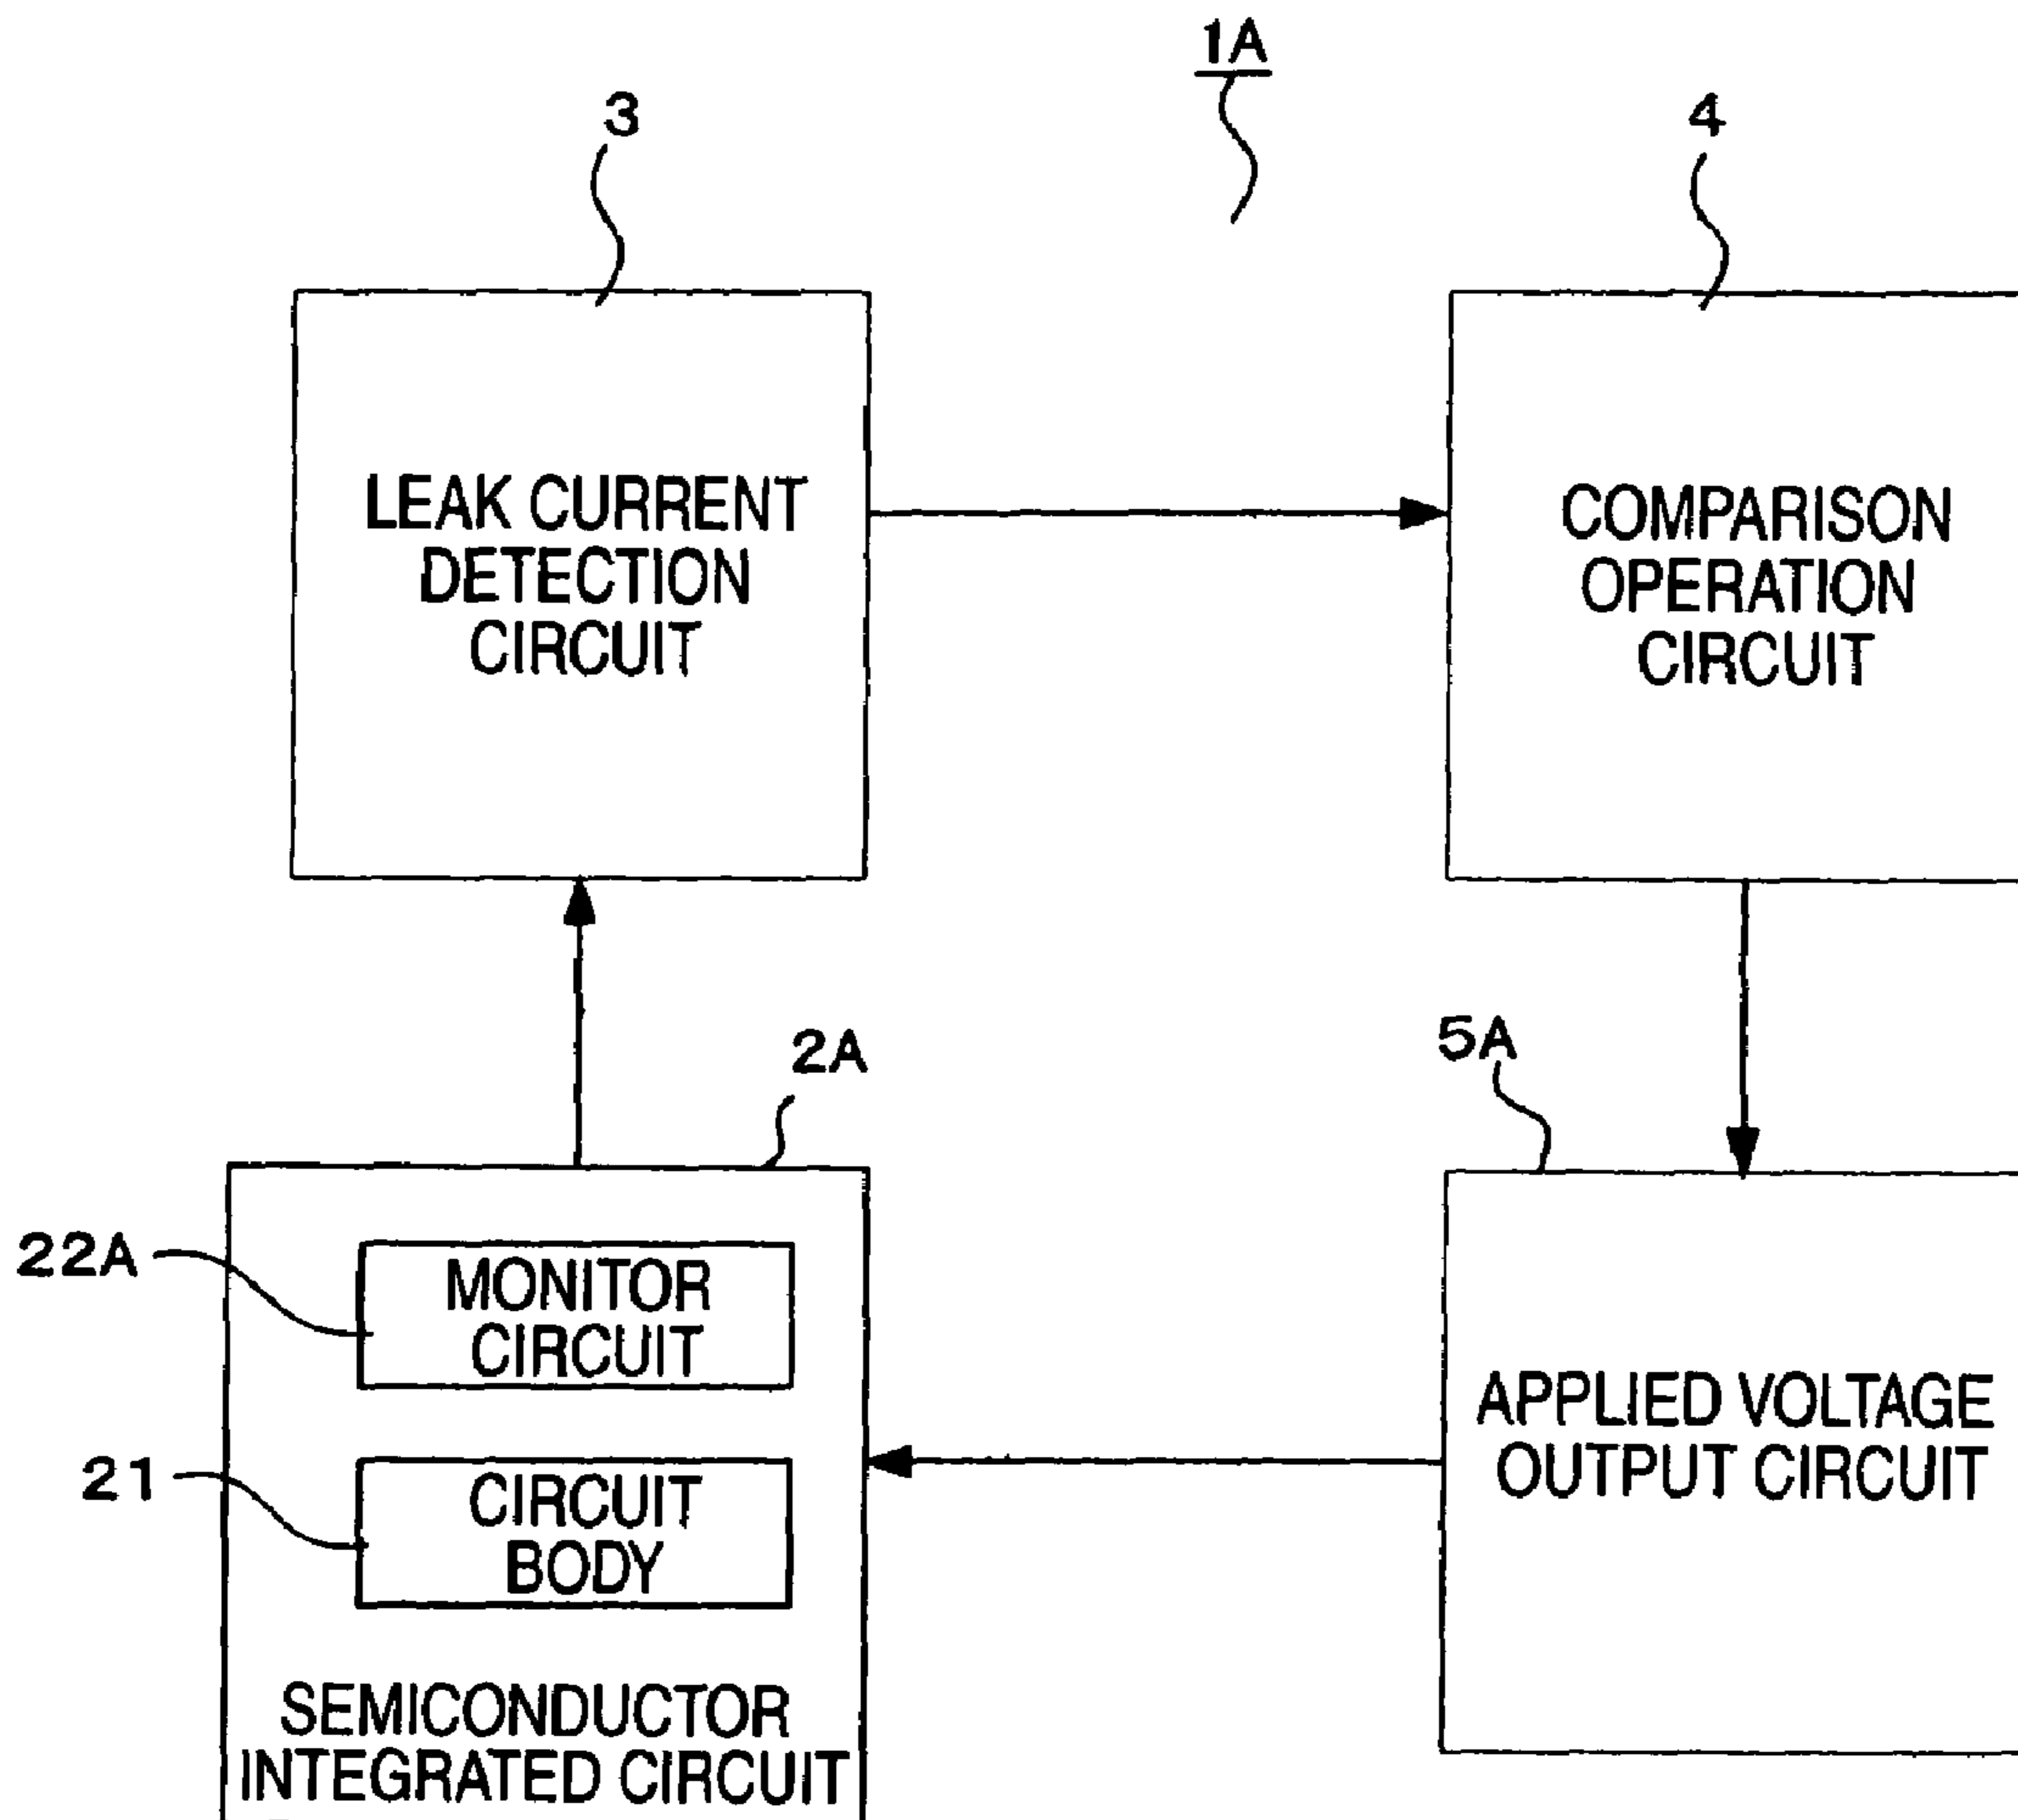 1A
3
4
LEAK CURRENT
DETECTION
CIRCUIT
COMPARISON
OPERATION
CIRCUIT
2A
5A
22A
MONITOR
CIRCUIT
21
CIRCUIT
BODY
SEMICONDUCTOR
INTEGRATED CIRCUIT
APPLIED VOLTAGE
OUTPUT CIRCUIT